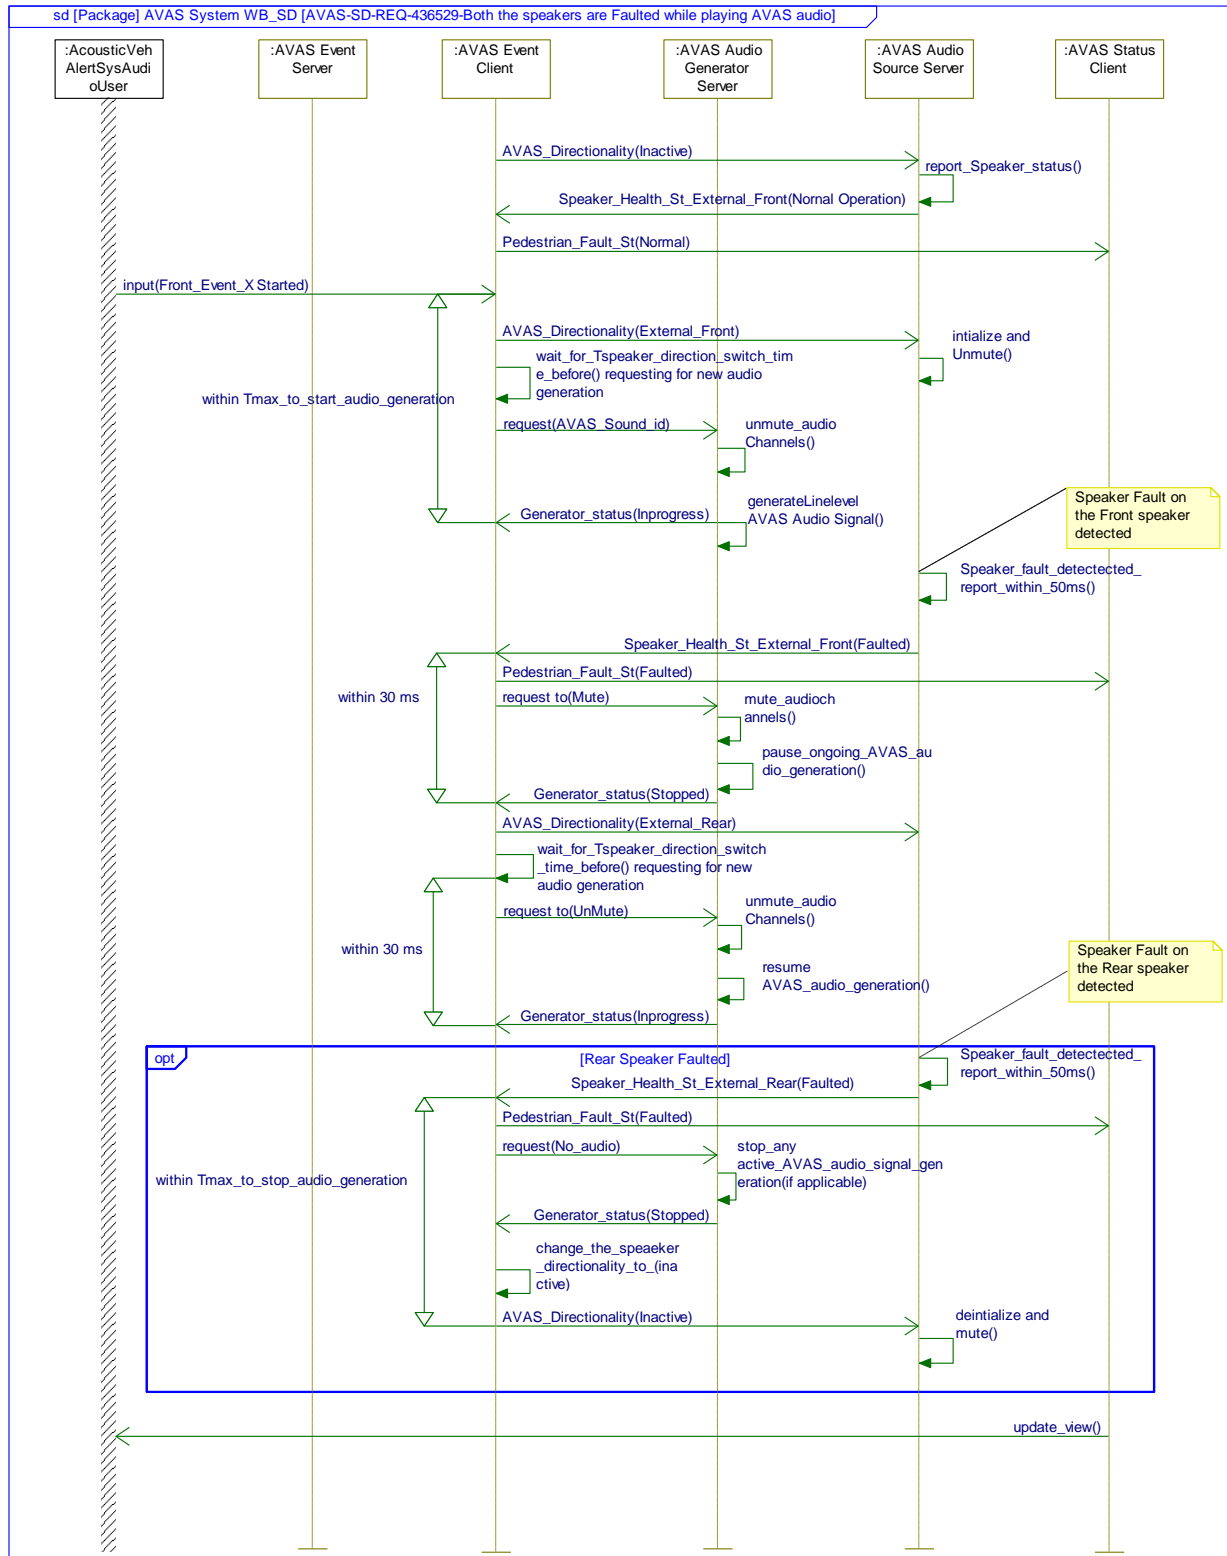 sd [Package] AVAS System WB_SD [AVAS-SD-REQ-436529-Both the speakers are Faulted while playing AVAS audio]
:AcousticVeh
AlertSysAudi
oUser
:AVAS Event
Server
:AVAS Event
Client
:AVAS Audio
Generator
Server
:AVAS Audio
Source Server
:AVAS Status
Client
AVAS_Directionality(Inactive)
report_Speaker_status()
Speaker_Health_St_External_Front(Nornal Operation)
Pedestrian_Fault_St(Normal)
input(Front_Event_X Started)
AVAS_Directionality(External_Front)
intialize and
Unmute()
wait_for_Tspeaker_direction_switch_tim
e_before() requesting for new audio
generation
within Tmax_to_start_audio_generation
request(AVAS_Sound_id)
unmute_audio
Channels()
generateLinelevel
AVAS Audio Signal()
Generator_status(Inprogress)
Speaker Fault on
the Front speaker
detected
Speaker_fault_detectected_
report_within_50ms()
Speaker_Health_St_External_Front(Faulted)
Pedestrian_Fault_St(Faulted)
within 30 ms
request to(Mute)
mute_audioch
annels()
pause_ongoing_AVAS_au
dio_generation()
Generator_status(Stopped)
AVAS_Directionality(External_Rear)
wait_for_Tspeaker_direction_switch
_time_before() requesting for new
audio generation
request to(UnMute)
unmute_audio
Channels()
within 30 ms
Speaker Fault on
the Rear speaker
detected
resume
AVAS_audio_generation()
Generator_status(Inprogress)
opt
[Rear Speaker Faulted]
Speaker_fault_detectected_
report_within_50ms()
Speaker_Health_St_External_Rear(Faulted)
Pedestrian_Fault_St(Faulted)
request(No_audio)
stop_any
active_AVAS_audio_signal_gen
eration(if applicable)
within Tmax_to_stop_audio_generation
Generator_status(Stopped)
change_the_speaeker
_directionality_to_(ina
ctive)
AVAS_Directionality(Inactive)
deintialize and
mute()
update_view()